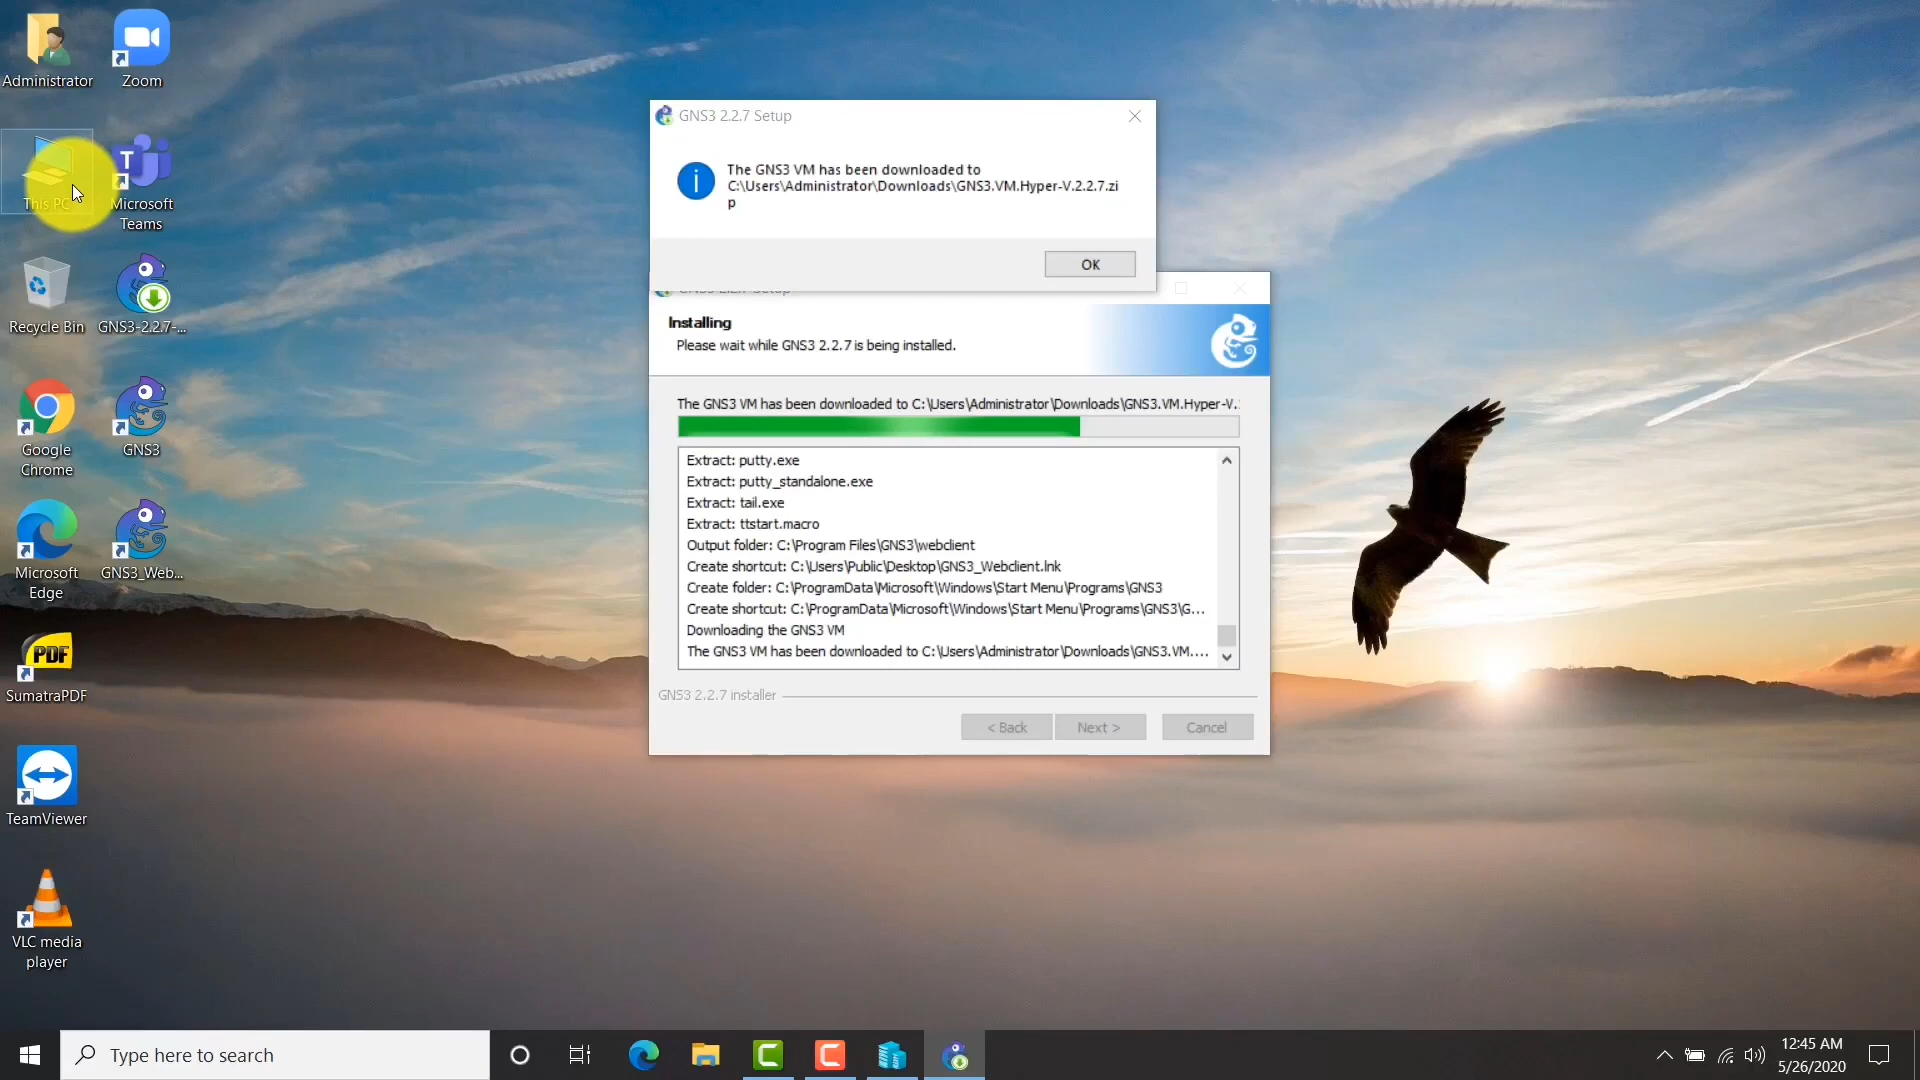 Administrator
Zoom
This PC
Microsoft
Teams
Recycle Bin
GNS3-2.2.7-...
Google
Chrome
GNS3
Microsoft
Edge
GNS3_Web...
PDF
SumatraPDF
TeamViewer
VLC media
player
GNS3 2.2.7 Setup
The GNS3 VM has been downloaded to
C:\Users\Administrator\Downloads\GNS3.VM.Hyper-V.2.2.7.zi
p
OK
GNS3 2.2.7 Setup
Installing
Please wait while GNS3 2.2.7 is being installed.
The GNS3 VM has been downloaded to C:\Users\Administrator\Downloads\GNS3.VM.Hyper-V.
Extract: putty.exe
Extract: putty_standalone.exe
Extract: tail.exe
Extract: ttstart.macro
Output folder: C:\Program Files\GNS3\webclient
Create shortcut: C:\Users\Public\Desktop\GNS3_Webclient.lnk
Create folder: C:\ProgramData\Microsoft\Windows\Start Menu\Programs\GNS3
Create shortcut: C:\ProgramData\Microsoft\Windows\Start Menu\Programs\GNS3\G...
Downloading the GNS3 VM
The GNS3 VM has been downloaded to C:\Users\Administrator\Downloads\GNS3.VM....
GNS3 2.2.7 installer
< Back
Next >
Cancel
Type here to search
12:45 AM
5/26/2020